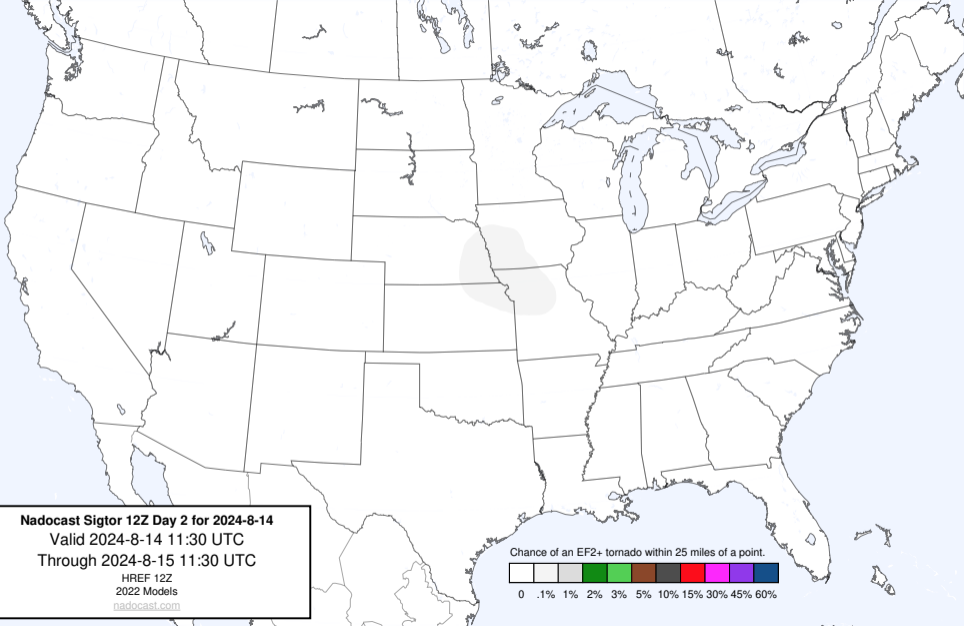 Nadocast Sigtor 12Z Day 2 for 2024-8-14
Valid 2024-8-14 11:30 UTC
Through 2024-8-15 11:30 UTC
HREF 12Z
2022 Models
nadocast.com
Chance of an EF2+ tornado within 25 miles of a point.
0 .1% 1% 2% 3% 5% 10% 15% 30% 45% 60%